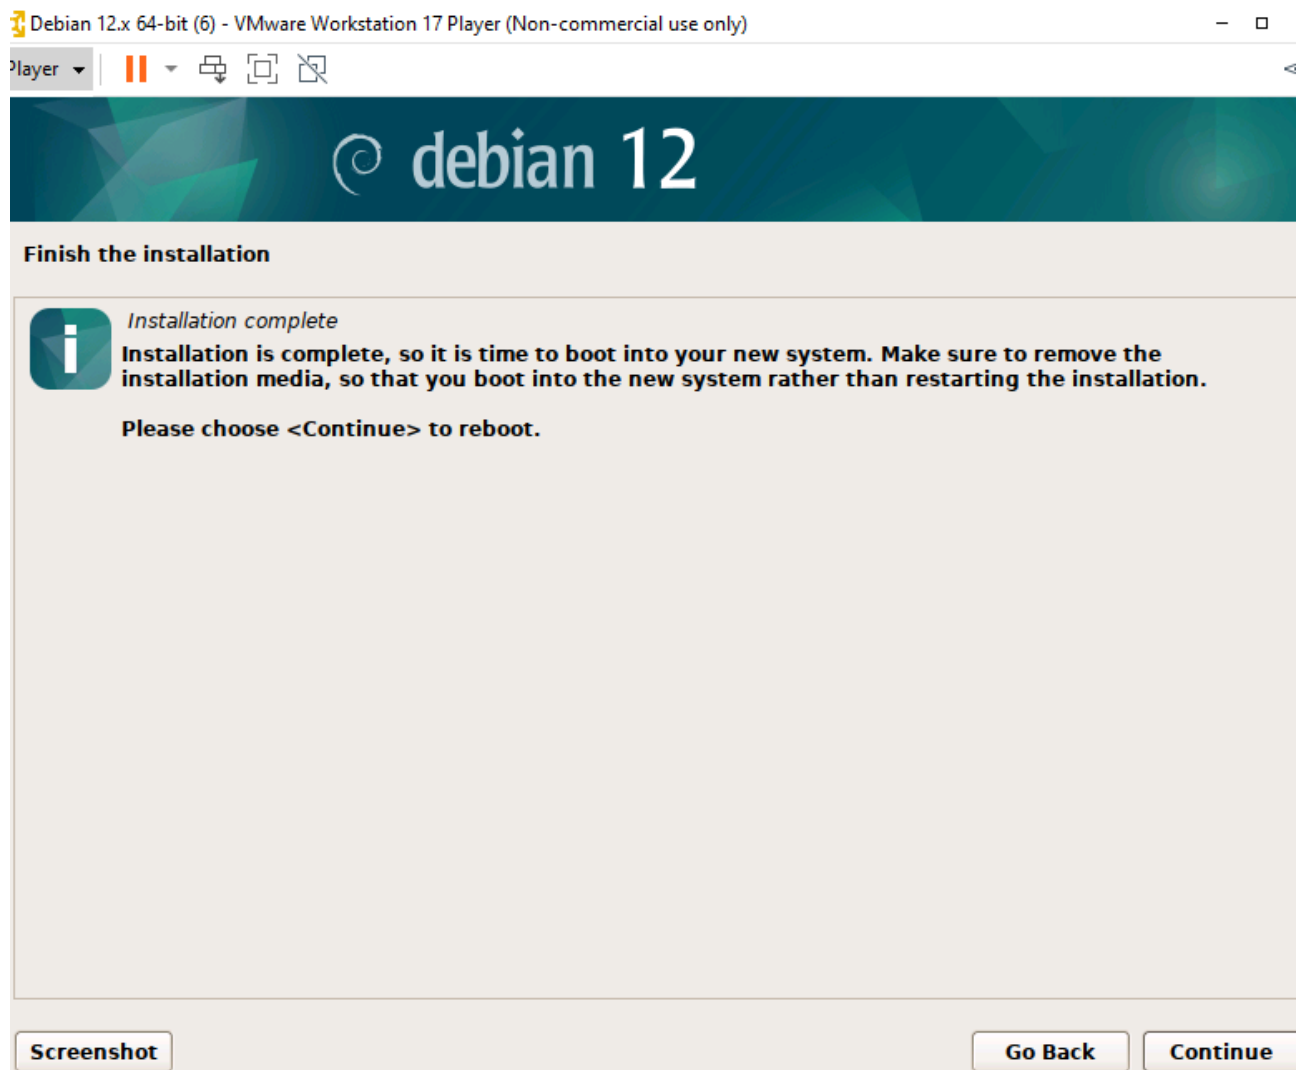 Debian 12.x 64-bit (6) - VMware Workstation 17 Player (Non-commercial use only)
Player
debian 12
Finish the installation
Installation complete
Installation is complete, so it is time to boot into your new system. Make sure to remove the
installation media, so that you boot into the new system rather than restarting the installation.
Please choose <Continue> to reboot.
Screenshot
Go Back
Continue